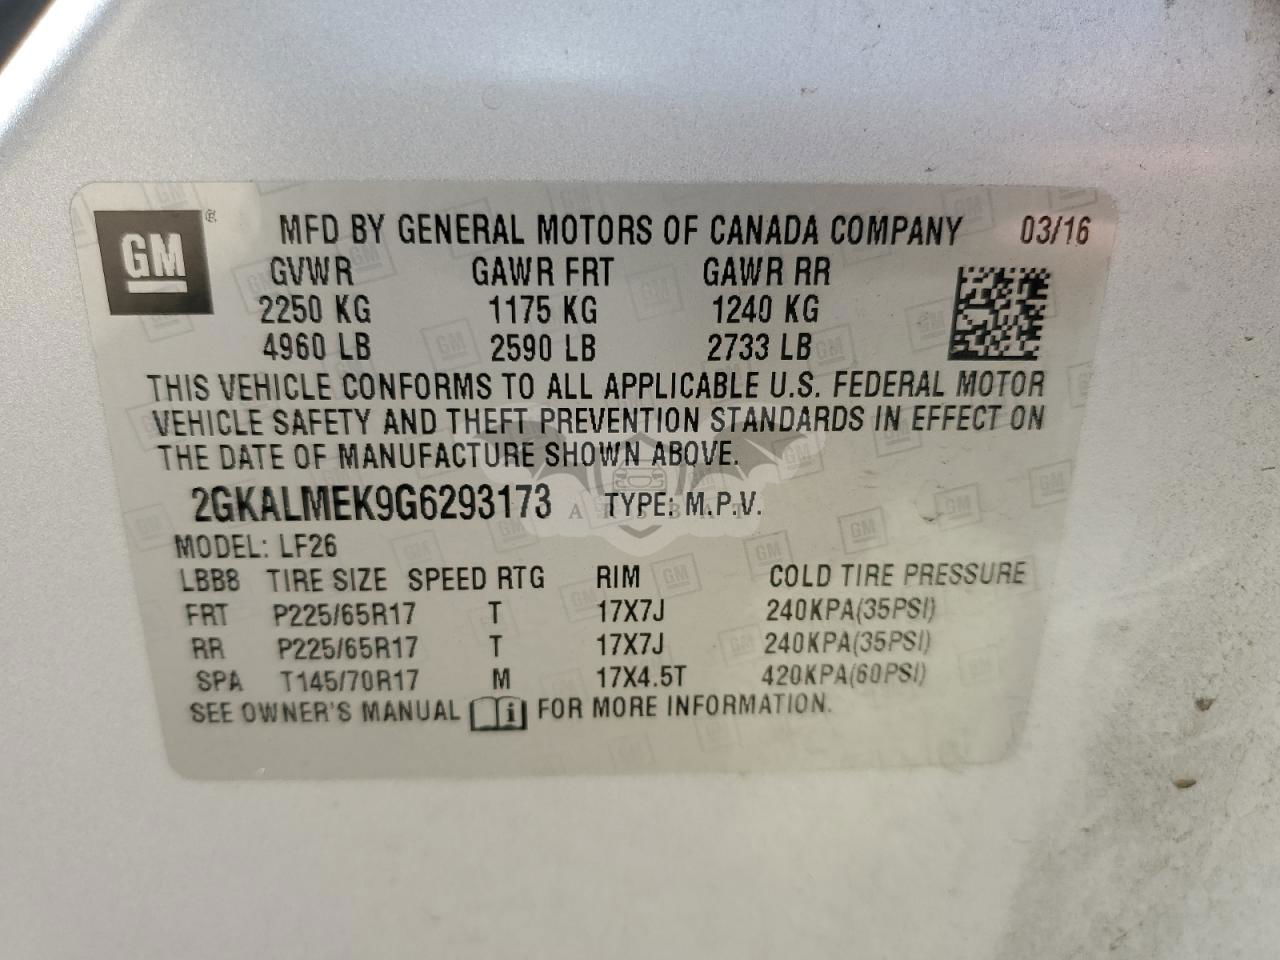 GM ®
MFD BY GENERAL MOTORS OF CANADA COMPANY 03/16
GVWR GAWR FRT GAWR RR
2250 KG 1175 KG 1240 KG
4960 LB 2590 LB 2733 LB
THIS VEHICLE CONFORMS TO ALL APPLICABLE U.S. FEDERAL MOTOR
VEHICLE SAFETY AND THEFT PREVENTION STANDARDS IN EFFECT ON
THE DATE OF MANUFACTURE SHOWN ABOVE.
2GKALMEK9G6293173 TYPE: M.P.V.
MODEL: LF26
LBB8 TIRE SIZE SPEED RTG RIM COLD TIRE PRESSURE
FRT P225/65R17 T 17X7J 240KPA(35PSI)
RR P225/65R17 T 17X7J 240KPA(35PSI)
SPA T145/70R17 M 17X4.5T 420KPA(60PSI)
SEE OWNER'S MANUAL i FOR MORE INFORMATION.